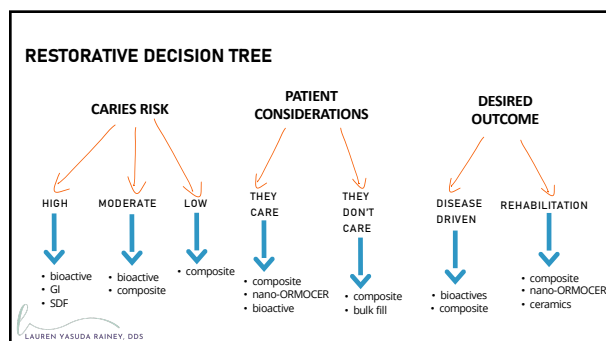 RESTORATIVE DECISION TREE
CARIES RISK
PATIENT
CONSIDERATIONS
DESIRED
OUTCOME
HIGH
MODERATE
LOW
THEY
CARE
THEY
DON'T
CARE
DISEASE
DRIVEN
REHABILITATION
• bioactive
• GI
• SDF
• bioactive
• composite
• composite
• composite
• nano-ORMOCER
• bioactive
• composite
• bulk fill
• bioactives
• composite
• composite
• nano-ORMOCER
• ceramics
LAUREN YASUDA RAINEY, DDS